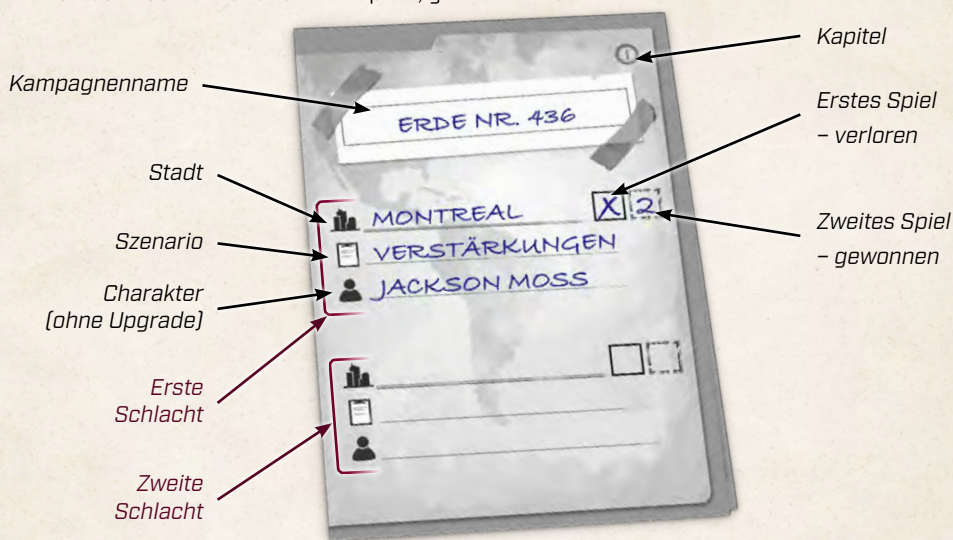 Kampagnenname
Kapitel
1
ERDE NR. 436
Erstes Spiel
– verloren
Stadt
MONTREAL
X 2
Zweites Spiel
– gewonnen
Szenario
VERSTÄRKUNGEN
Charakter
(ohne Upgrade)
JACKSON MOSS
Erste
Schlacht
Zweite
Schlacht